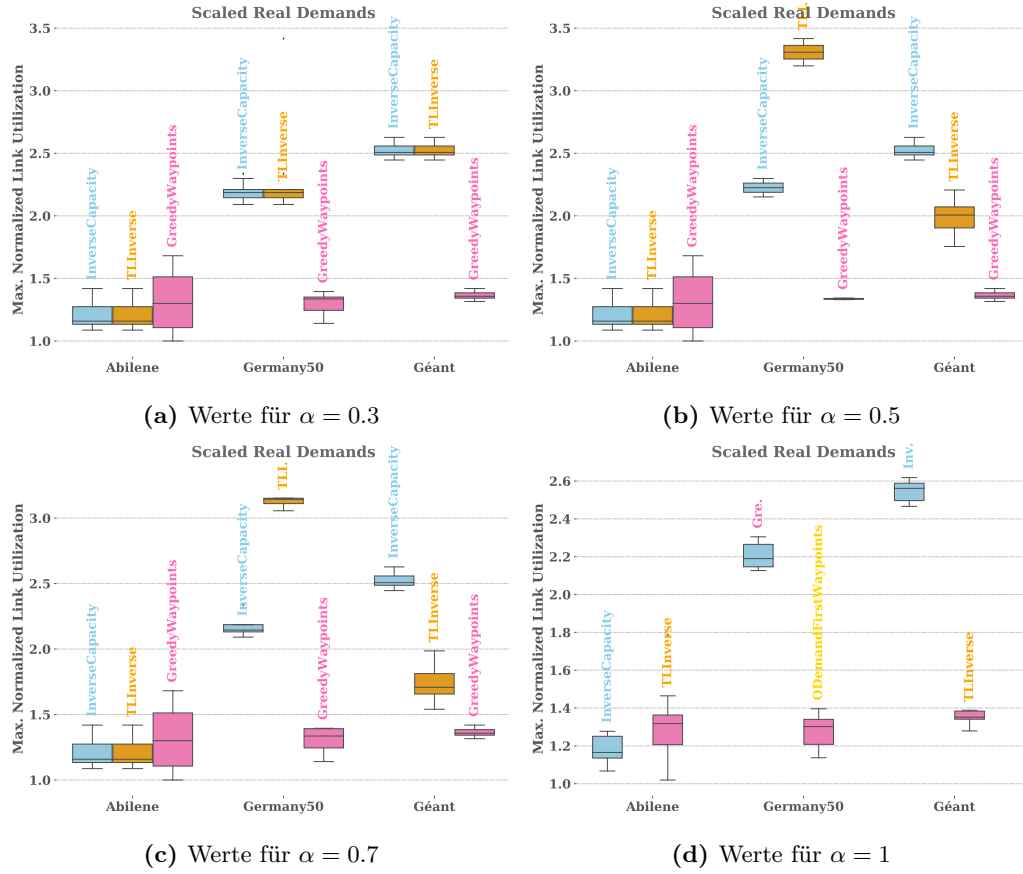 Scaled Real Demands
Max. Normalized Link Utilization
3.5
3.0
2.5
2.0
1.5
1.0
InverseCapacity
TLInverse
GreedyWaypoints
InverseCapacity
TLInverse
GreedyWaypoints
InverseCapacity
TLInverse
GreedyWaypoints
Abilene
Germany50
Géant
(a) Werte für α = 0.3
Scaled Real Demands
Max. Normalized Link Utilization
3.5
3.0
2.5
2.0
1.5
1.0
InverseCapacity
TLInverse
GreedyWaypoints
InverseCapacity
TLI.
GreedyWaypoints
InverseCapacity
TLInverse
GreedyWaypoints
Abilene
Germany50
Géant
(b) Werte für α = 0.5
Scaled Real Demands
Max. Normalized Link Utilization
3.0
2.5
2.0
1.5
1.0
InverseCapacity
TLInverse
GreedyWaypoints
InverseCapacity
TLI.
GreedyWaypoints
InverseCapacity
TLInverse
GreedyWaypoints
Abilene
Germany50
Géant
(c) Werte für α = 0.7
Scaled Real Demands
Max. Normalized Link Utilization
2.6
2.4
2.2
2.0
1.8
1.6
1.4
1.2
1.0
InverseCapacity
TLInverse
Gre.
ODemandFirstWaypoints
Inv.
TLInverse
Abilene
Germany50
Géant
(d) Werte für α = 1